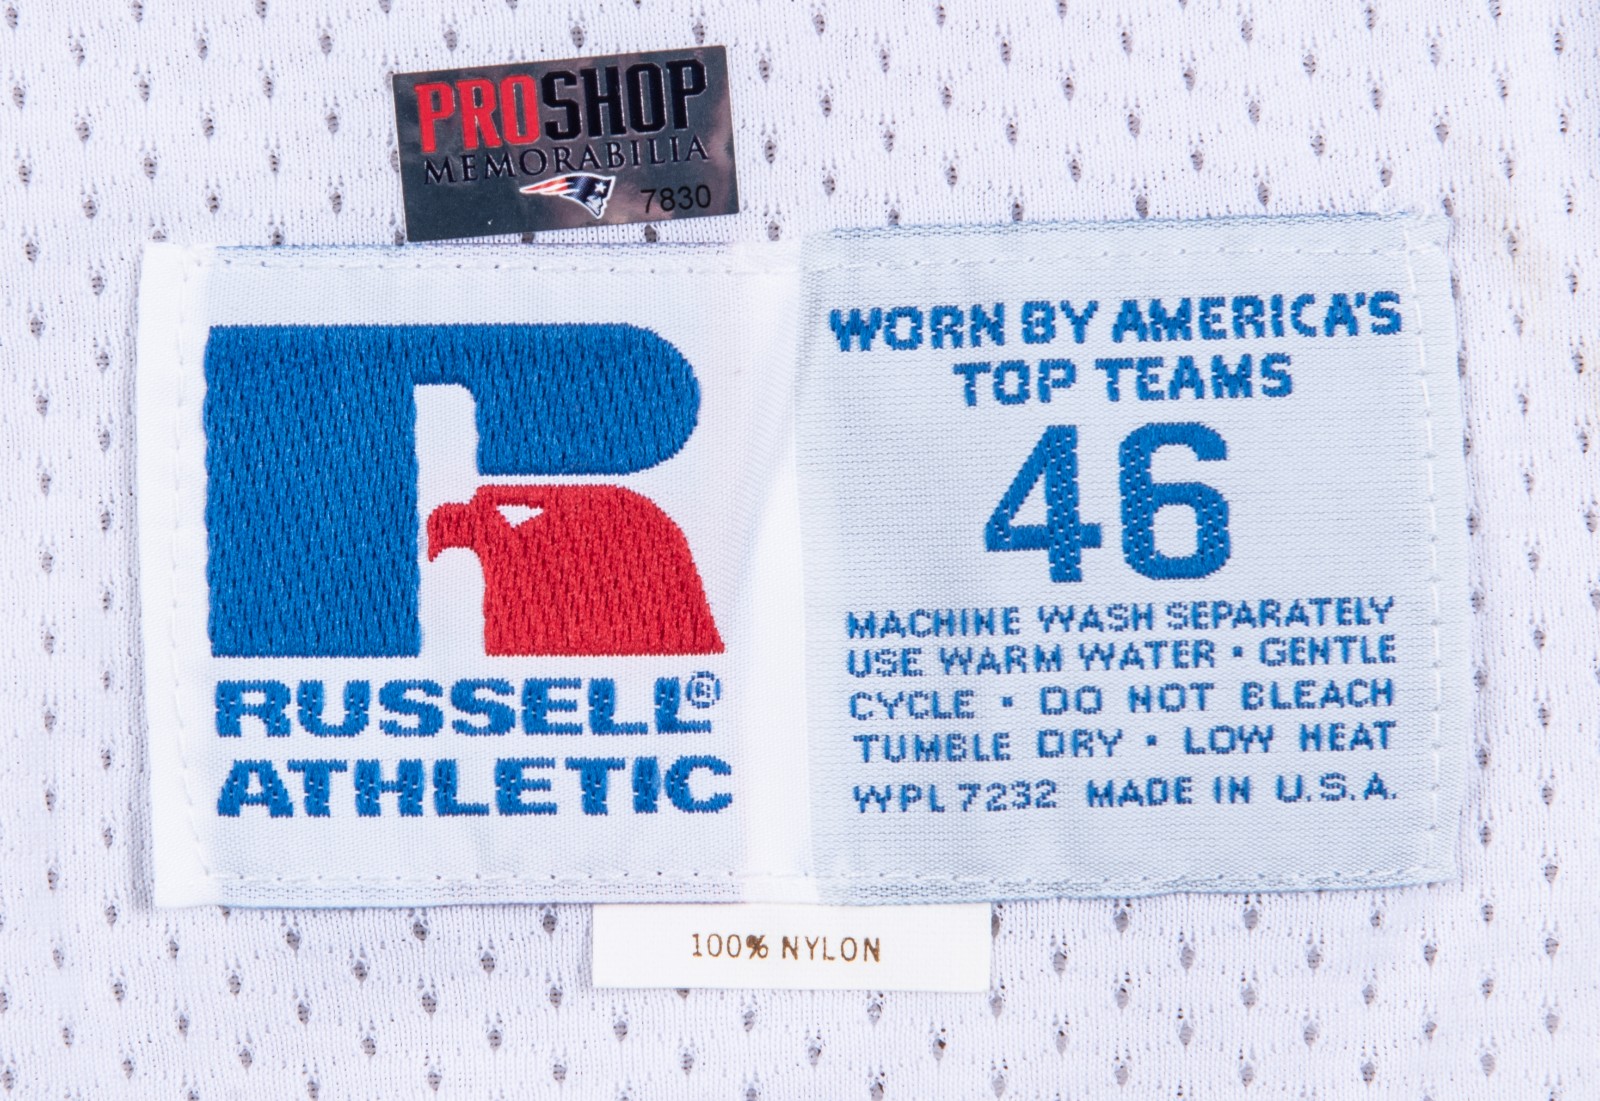 PROSHOP
MEMORABILIA
7830
RUSSELL®
ATHLETIC
WORN BY AMERICA'S
TOP TEAMS
46
MACHINE WASH SEPARATELY
USE WARM WATER • GENTLE
CYCLE • DO NOT BLEACH
TUMBLE DRY • LOW HEAT
WPL 7232 MADE IN U.S.A.
100% NYLON